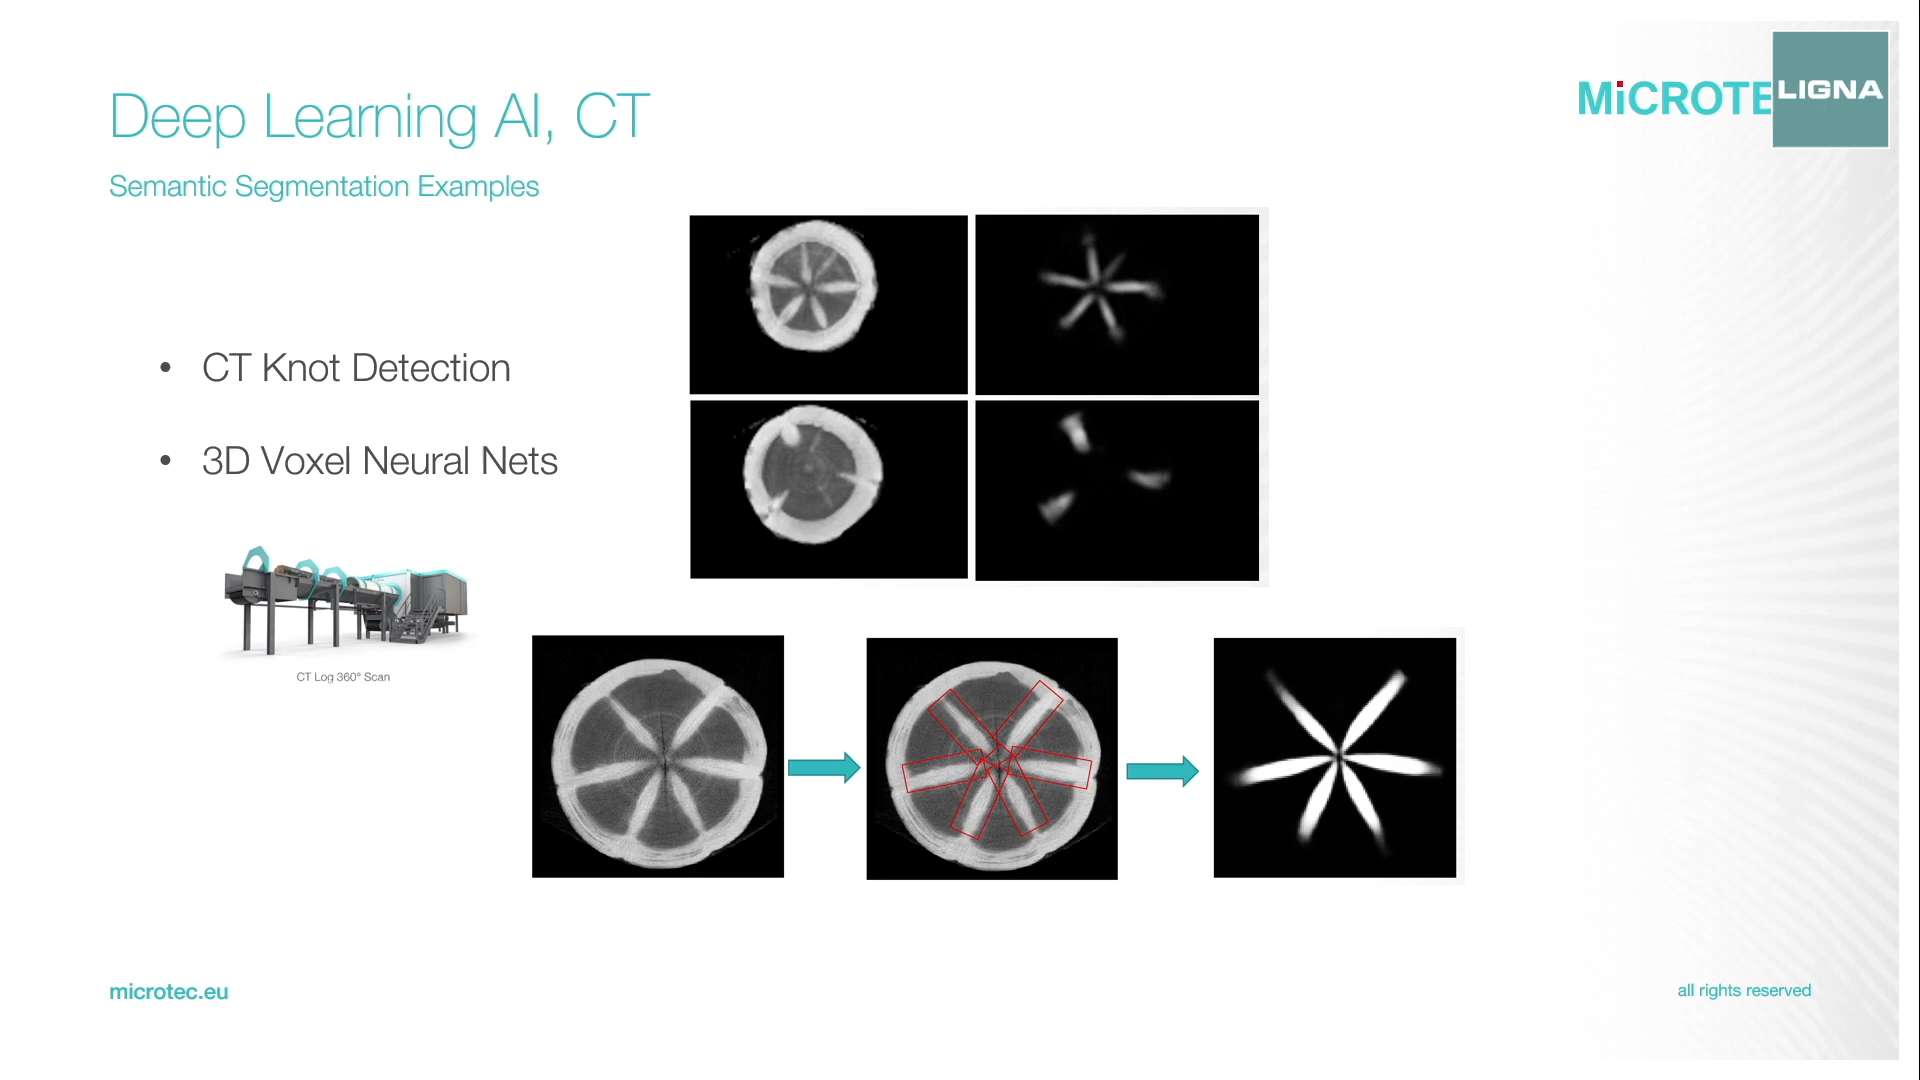 Deep Learning AI, CT
MiCROTE
LIGNA
Semantic Segmentation Examples
• CT Knot Detection
• 3D Voxel Neural Nets
CT Log 360° Scan
microtec.eu
all rights reserved